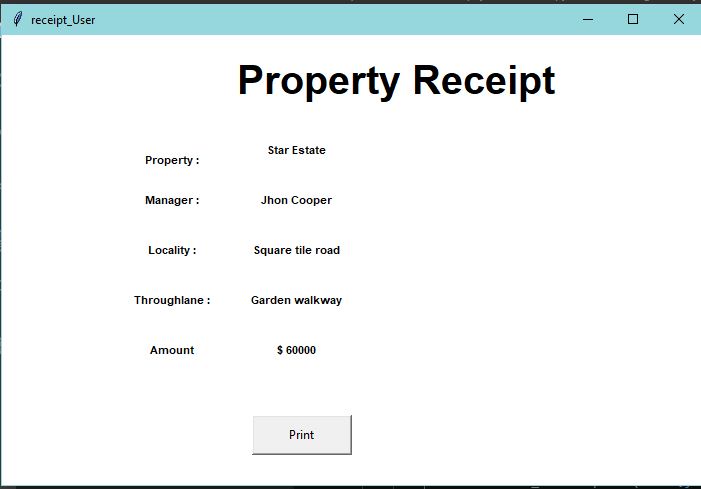 receipt_User
Property Receipt
Star Estate
Property :
Manager : Jhon Cooper
Locality : Square tile road
Throughlane : Garden walkway
Amount $ 60000
Print